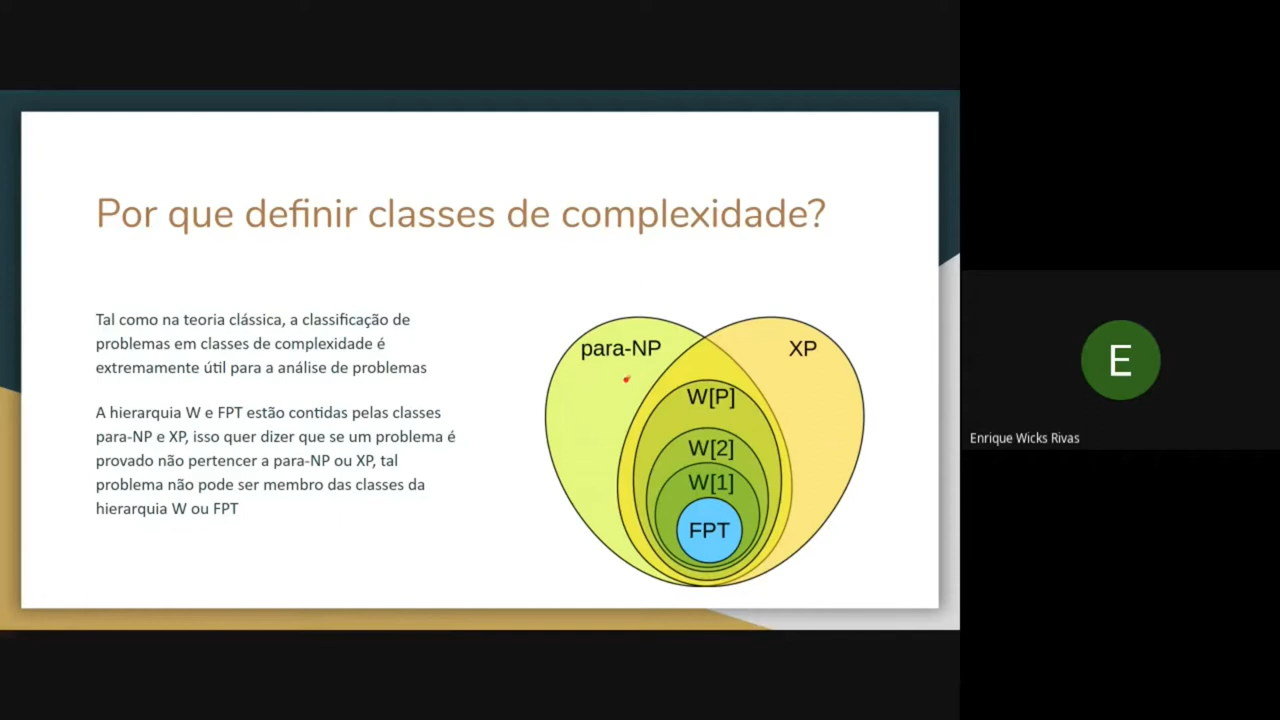 Por que definir classes de complexidade?
Tal como na teoria clássica, a classificação de
problemas em classes de complexidade é
extremamente útil para a análise de problemas
A hierarquia W e FPT estão contidas pelas classes
para-NP e XP, isso quer dizer que se um problema é
provado não pertencer a para-NP ou XP, tal
problema não pode ser membro das classes da
hierarquia W ou FPT
para-NP
XP
W[P]
W[2]
W[1]
FPT
E
Enrique Wicks Rivas